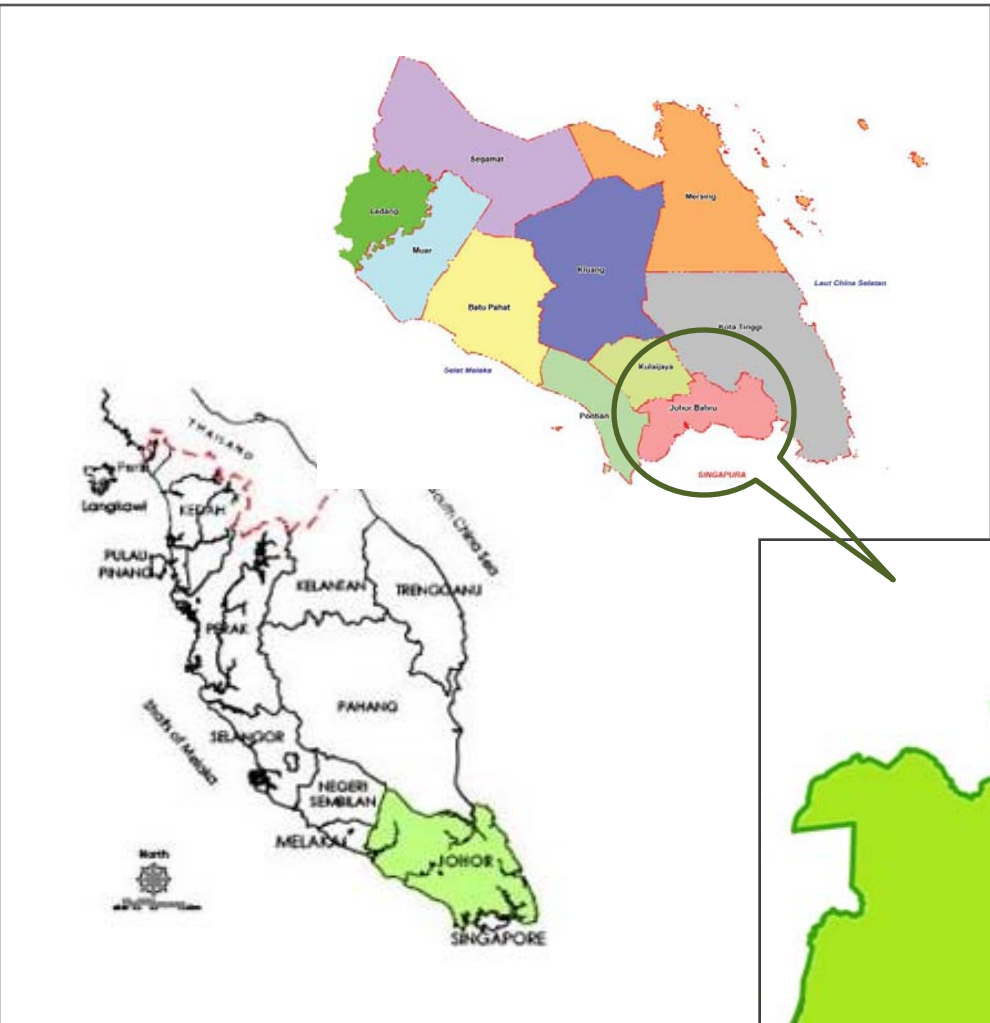 Segamat
Mersing
Ledang
Muar
Kluang
Laut China Selatan
Batu Pahat
Kota Tinggi
Selat Melaka
Kulaijaya
Johor Bahru
Pontian
SINGAPURA
THAILAND
Langkawi
KEDAH
South China Sea
PULAU
PINANG
KELANTAN
TRENGGANU
PERAK
PAHANG
Straits of Melaka
SELANGOR
NEGERI
SEMBILAN
MELAKA
JOHOR
North
SINGAPORE